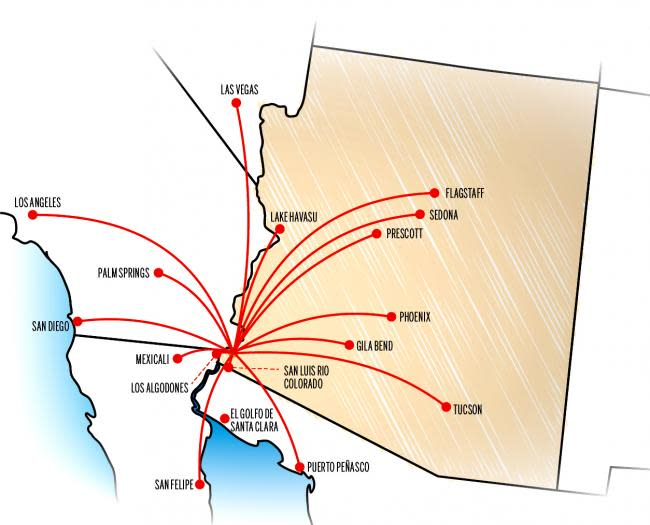 LAS VEGAS
FLAGSTAFF
LOS ANGELES
SEDONA
LAKE HAVASU
PRESCOTT
PALM SPRINGS
PHOENIX
SAN DIEGO
GILA BEND
MEXICALI
SAN LUIS RIO
COLORADO
LOS ALGODONES
TUCSON
EL GOLFO DE
SANTA CLARA
PUERTO PEÑASCO
SAN FELIPE